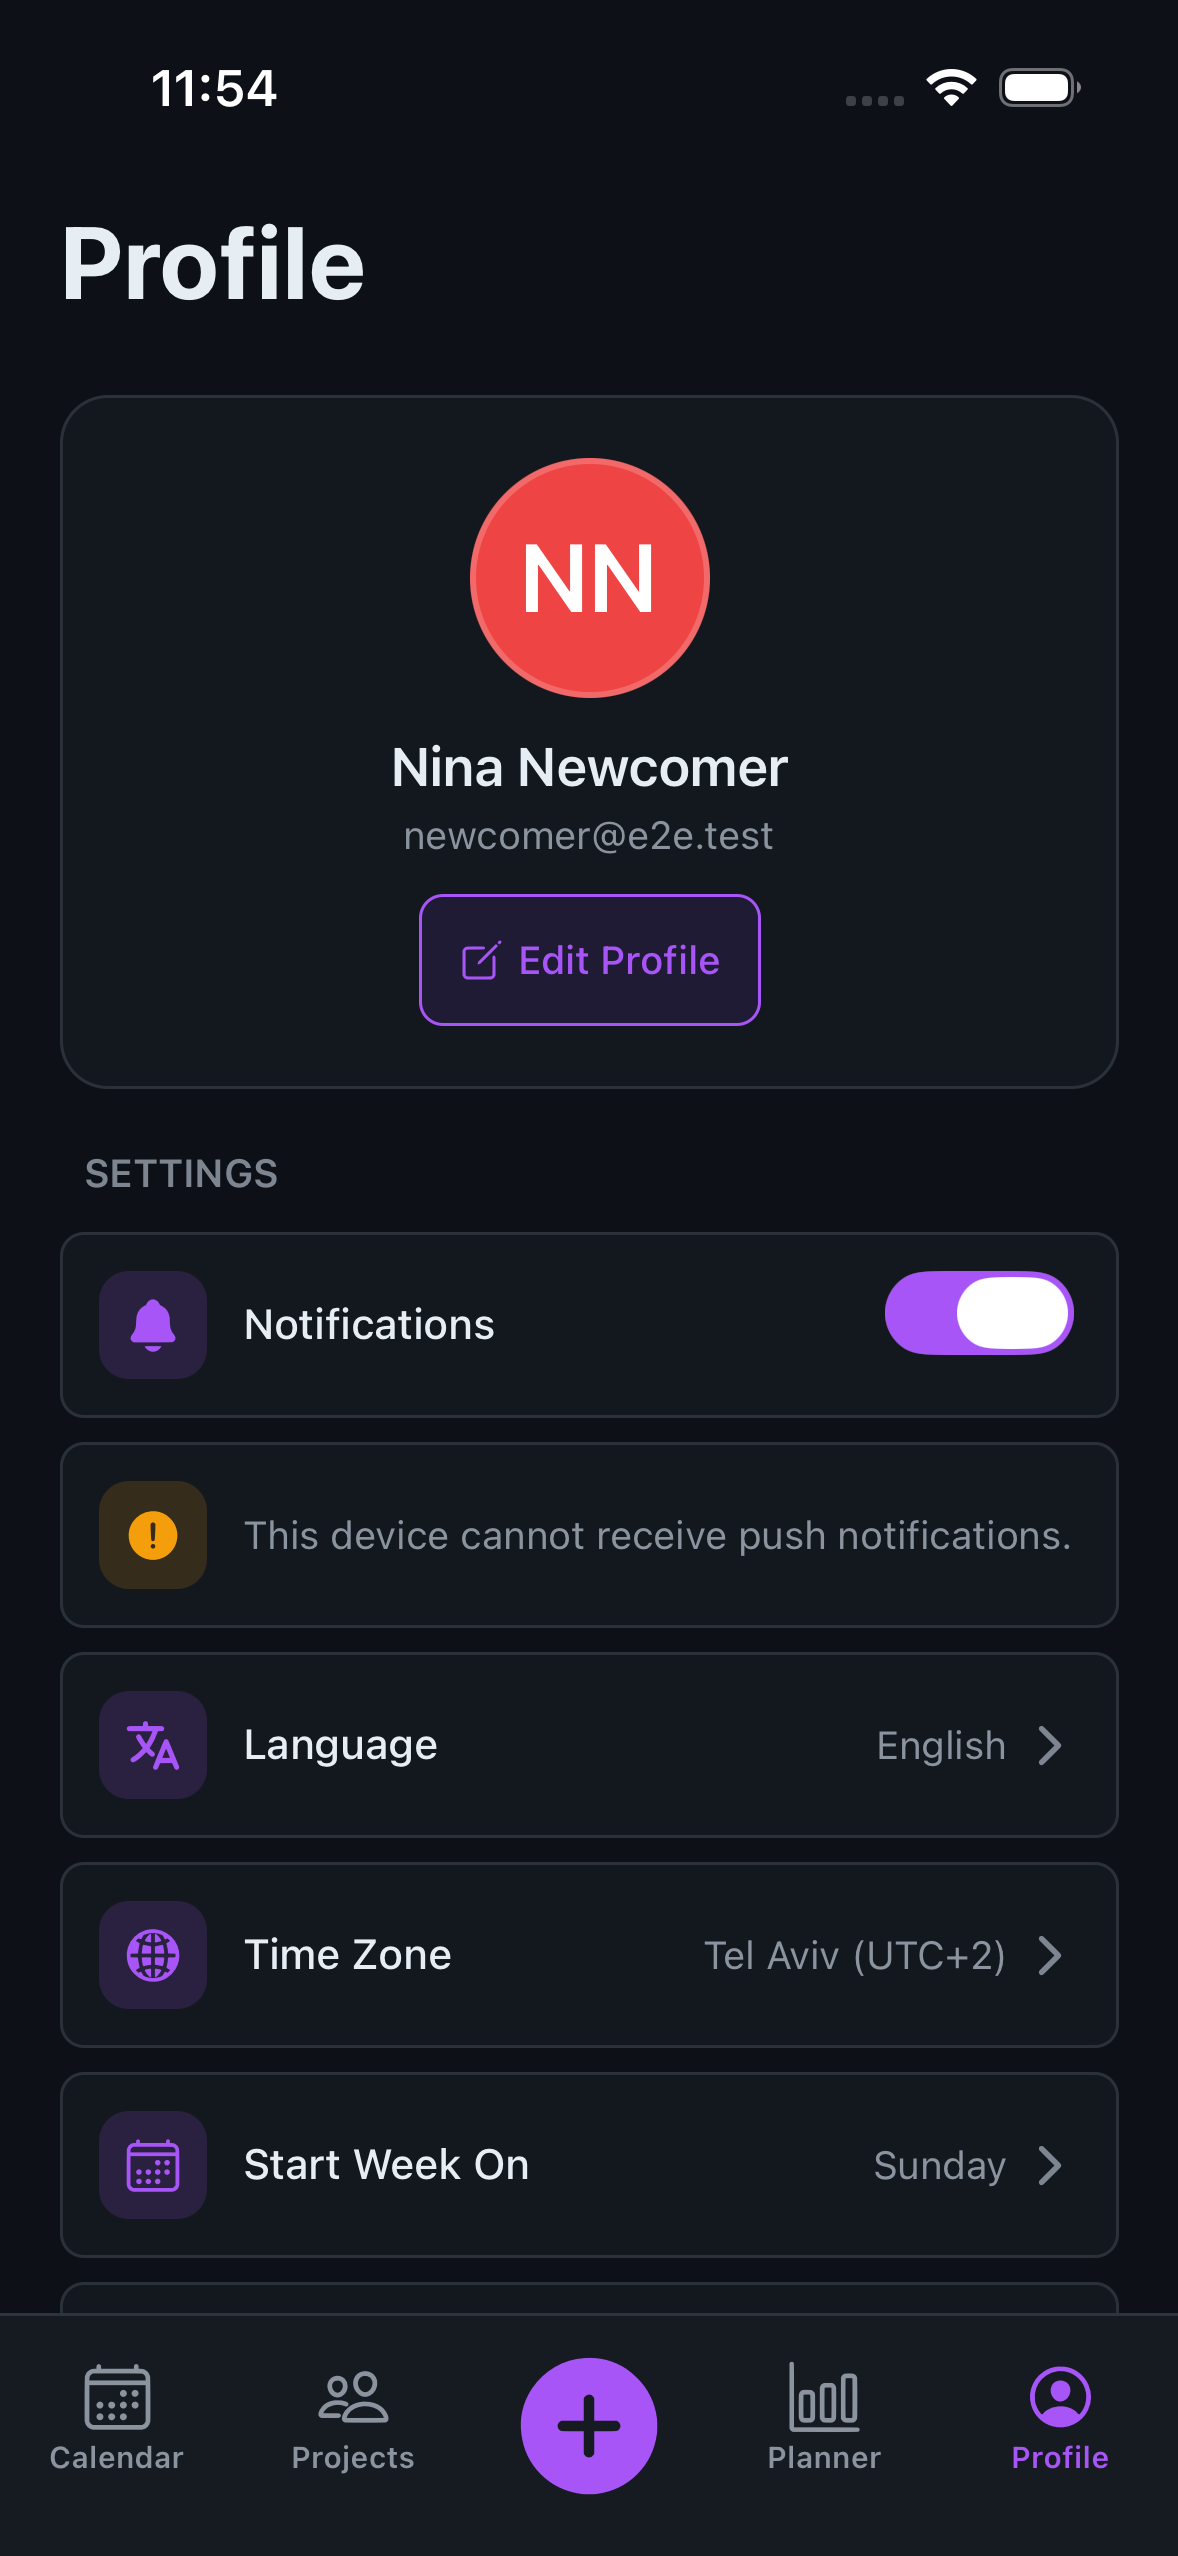 11:54
Profile
NN
Nina Newcomer
newcomer@e2e.test
Edit Profile
SETTINGS
Notifications
This device cannot receive push notifications.
Language English
Time Zone Tel Aviv (UTC+2)
Start Week On Sunday
Calendar Projects Planner Profile